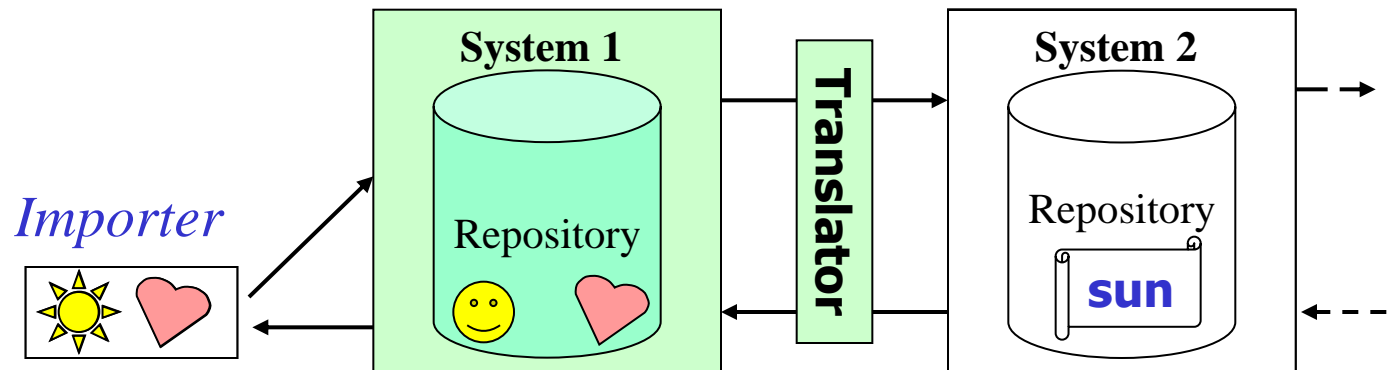 System 1
System 2
Translator
Importer
Repository
Repository
sun